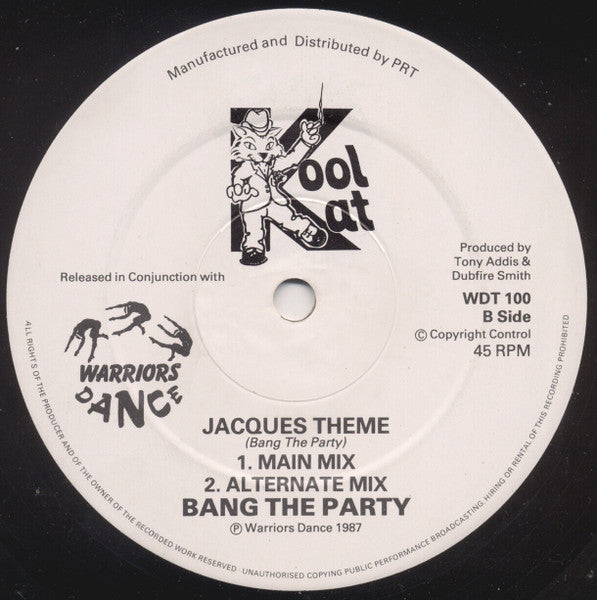 Manufactured and Distributed by PRT
Kool
Kat
Produced by
Tony Addis &
Dubfire Smith
Released in Conjunction with
WDT 100
B Side
© Copyright Control
45 RPM
WARRIORS
DANCE
JACQUES THEME
(Bang The Party)
1. MAIN MIX
2. ALTERNATE MIX
BANG THE PARTY
℗ Warriors Dance 1987
ALL RIGHTS OF THE PRODUCER AND OF THE OWNER OF THE RECORDED WORK RESERVED UNAUTHORISED COPYING PUBLIC PERFORMANCE BROADCASTING, HIRING OR RENTAL OF THIS RECORDING PROHIBITED